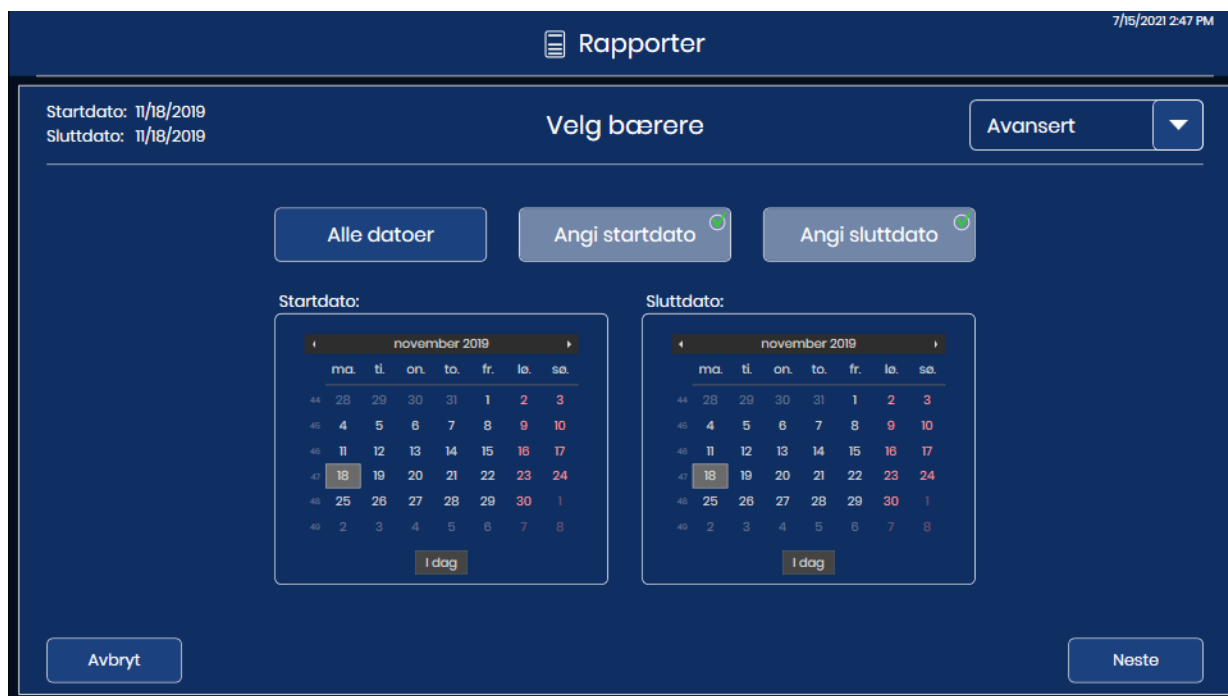 7/15/2021 2:47 PM
Rapporter
Startdato: 11/18/2019
Sluttdato: 11/18/2019
Velg bærere
Avansert
Alle datoer
Angi startdato
Angi sluttdato
Startdato:
november 2019
ma. ti. on. to. fr. lø. sø.
44 28 29 30 31 1 2 3
45 4 5 6 7 8 9 10
46 11 12 13 14 15 16 17
47 18 19 20 21 22 23 24
48 25 26 27 28 29 30 1
49 2 3 4 5 6 7 8
I dag
Sluttdato:
november 2019
ma. ti. on. to. fr. lø. sø.
44 28 29 30 31 1 2 3
45 4 5 6 7 8 9 10
46 11 12 13 14 15 16 17
47 18 19 20 21 22 23 24
48 25 26 27 28 29 30 1
49 2 3 4 5 6 7 8
I dag
Avbryt
Neste